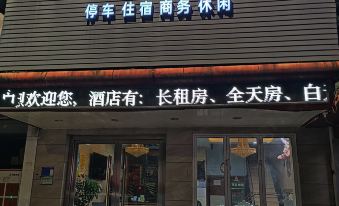 停车 住宿 商务 休闲
欢迎您,酒店有:长租房、全天房、白